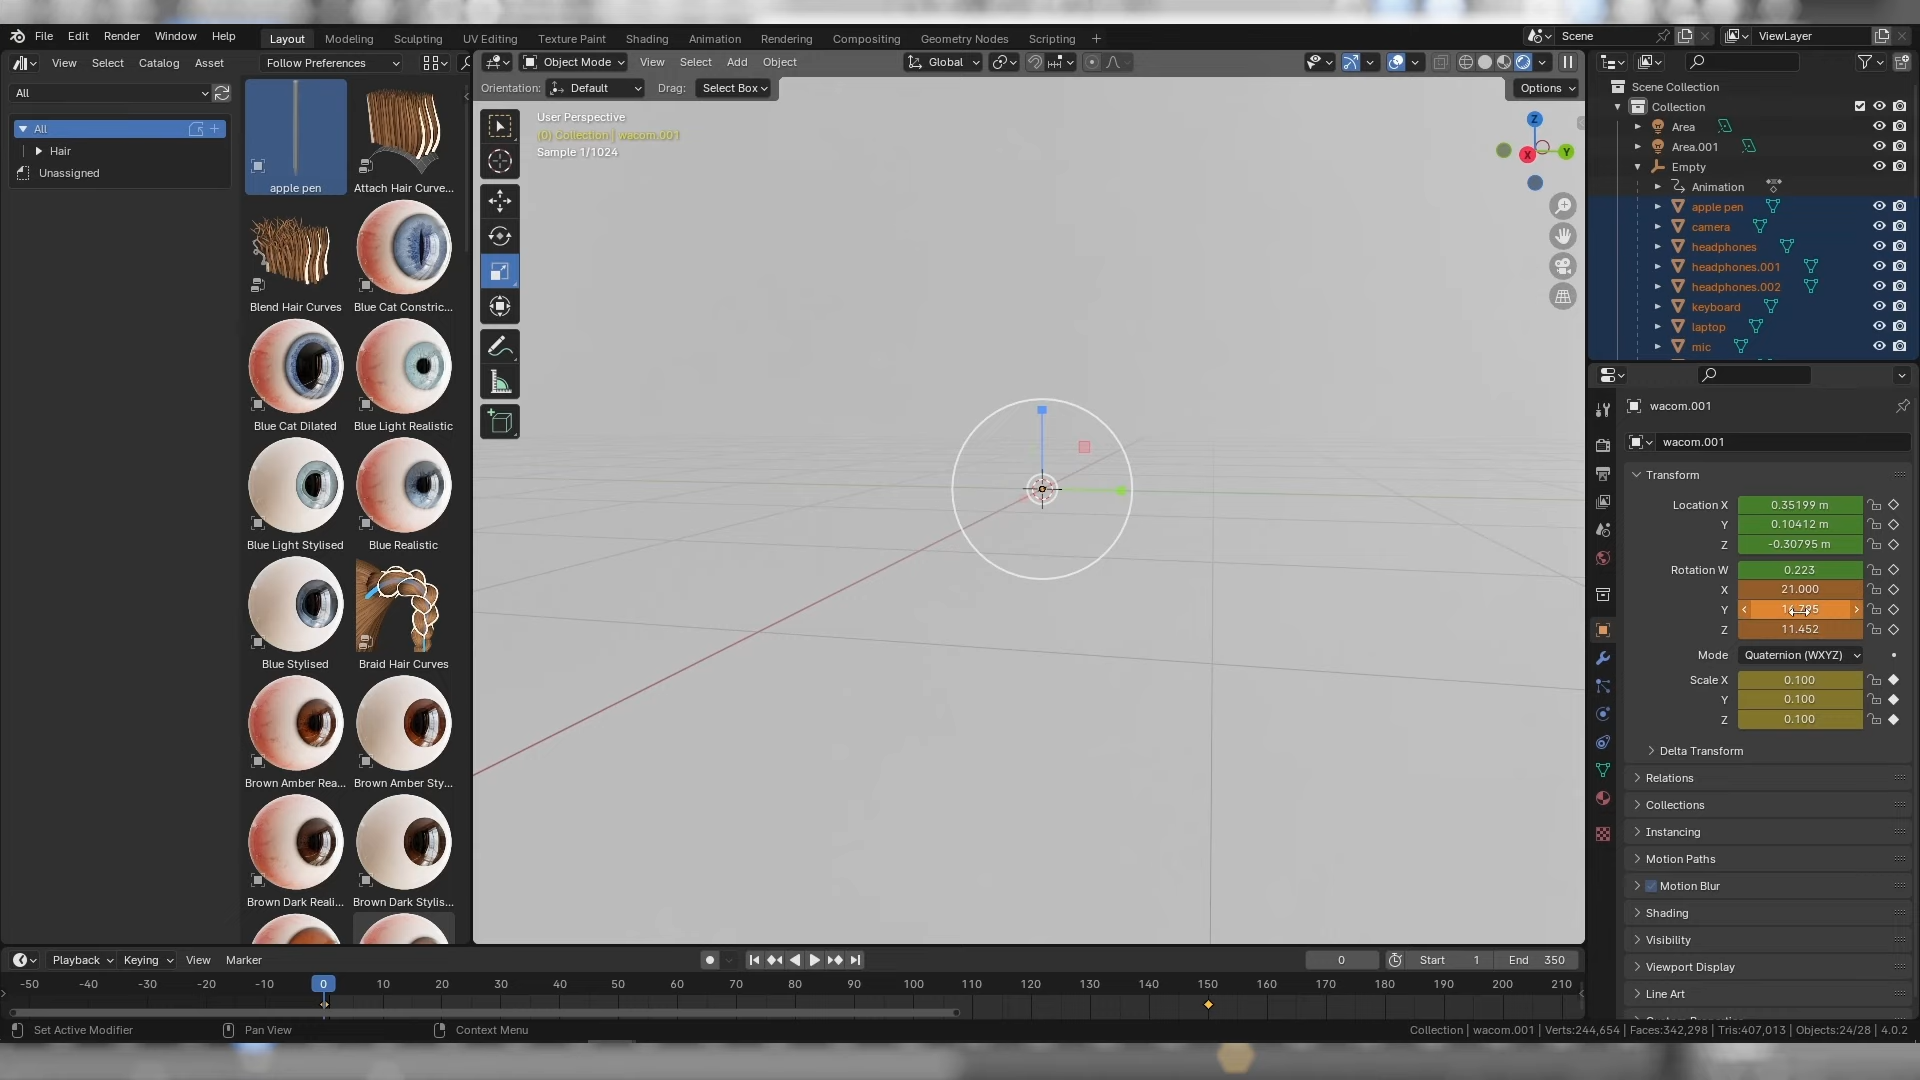 File Edit Render Window Help
Layout Modeling Sculpting UV Editing Texture Paint Shading Animation Rendering Compositing Geometry Nodes Scripting +
Scene
ViewLayer
View Select Catalog Asset
Follow Preferences
Object Mode View Select Add Object
Global
Orientation: Default Drag: Select Box
Options
All
All
Hair
Unassigned
apple pen
Attach Hair Curve...
Blend Hair Curves
Blue Cat Constric...
Blue Cat Dilated
Blue Light Realistic
Blue Light Stylised
Blue Realistic
Blue Stylised
Braid Hair Curves
Brown Amber Rea...
Brown Amber Sty...
Brown Dark Reali...
Brown Dark Stylis...
User Perspective
(0) Collection | wacom.001
Sample 1/1024
Z
X
Y
Scene Collection
Collection
Area
Area.001
Empty
Animation
apple pen
camera
headphones
headphones.001
headphones.002
keyboard
laptop
mic
wacom.001
wacom.001
Transform
Location X 0.35199 m
Y 0.10412 m
Z -0.30795 m
Rotation W 0.223
X 21.000
Y
Z 11.452
Mode Quaternion (WXYZ)
Scale X 0.100
Y 0.100
Z 0.100
Delta Transform
Relations
Collections
Instancing
Motion Paths
Motion Blur
Shading
Visibility
Viewport Display
Line Art
Playback Keying View Marker
0
Start 1
End 350
-50 -40 -30 -20 -10 0 10 20 30 40 50 60 70 80 90 100 110 120 130 140 150 160 170 180 190 200 210
Set Active Modifier
Pan View
Context Menu
Collection | wacom.001 | Verts:244,654 | Faces:342,298 | Tris:407,013 | Objects:24/28 | 4.0.2